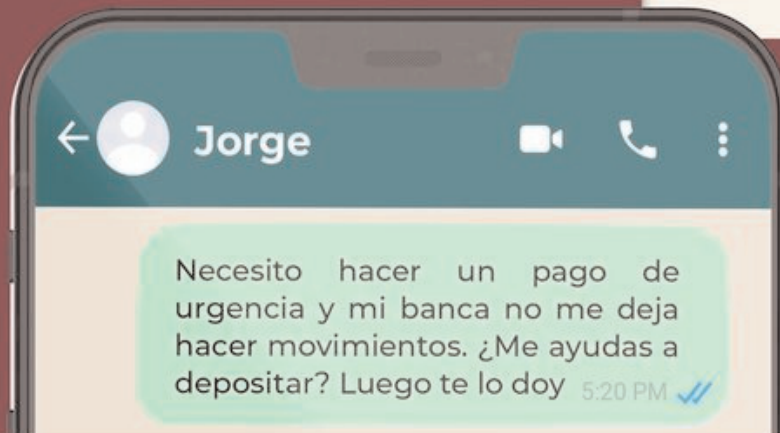 Jorge
Necesito hacer un pago de
urgencia y mi banca no me deja
hacer movimientos. ¿Me ayudas a
depositar? Luego te lo doy 5:20 PM